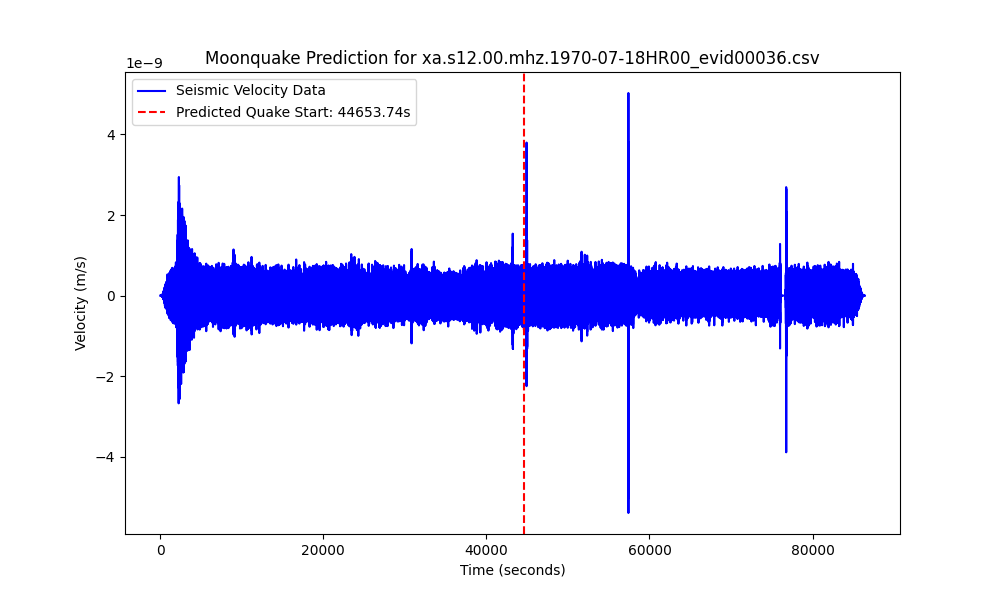 Moonquake Prediction for xa.s12.00.mhz.1970-07-18HR00_evid00036.csv
1e−9
Seismic Velocity Data
Predicted Quake Start: 44653.74s
4
2
0
−2
−4
Velocity (m/s)
0 20000 40000 60000 80000
Time (seconds)